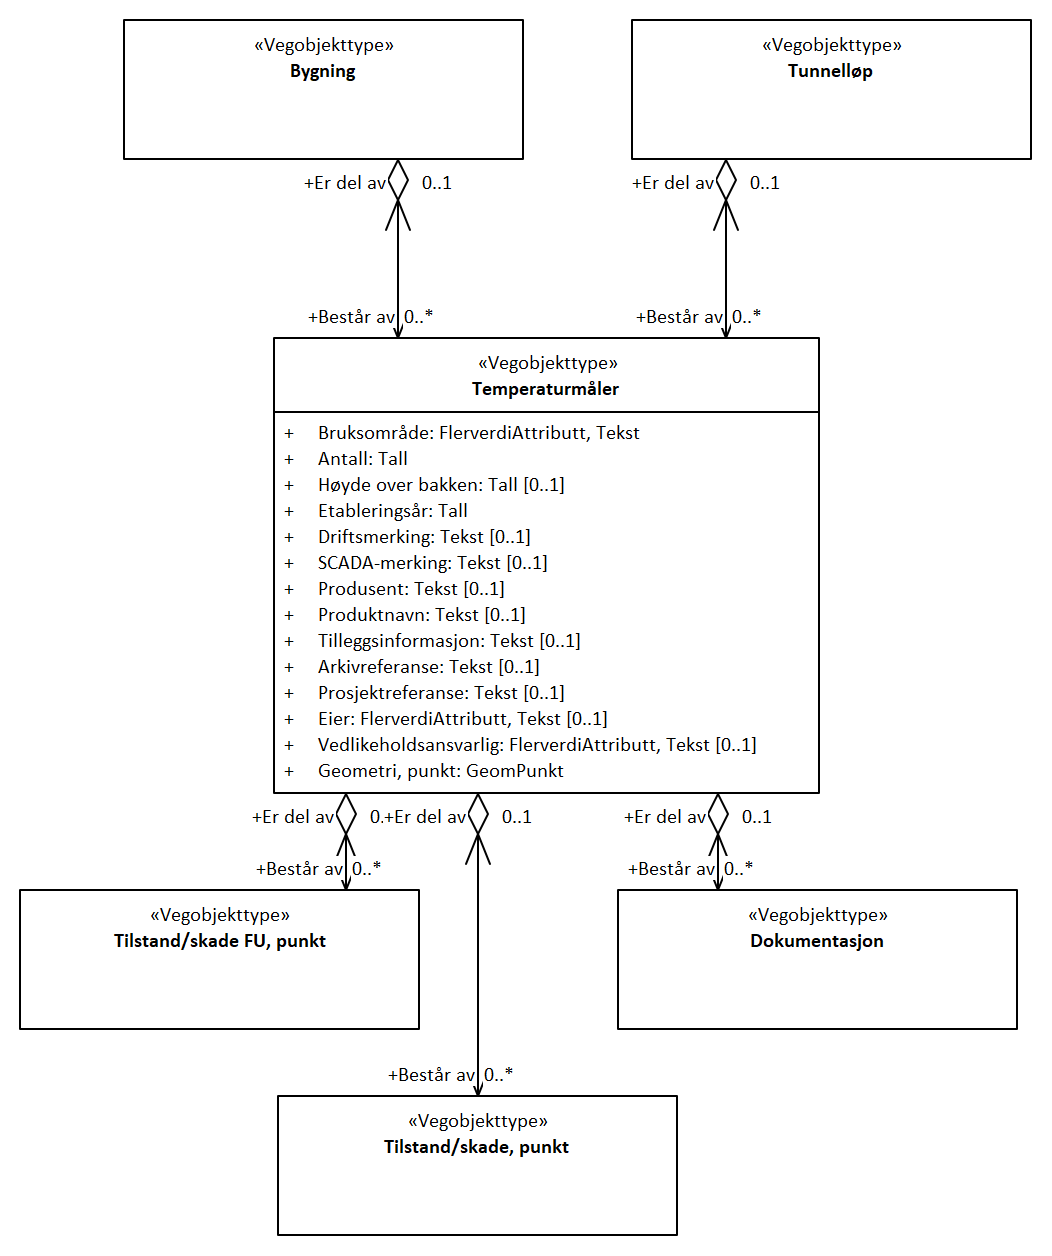 «Vegobjekttype»
Bygning
«Vegobjekttype»
Tunnelløp
+Er del av 0..1
+Er del av 0..1
+Består av 0..*
+Består av 0..*
«Vegobjekttype»
Temperaturmåler
+ Bruksområde: FlerverdiAttributt, Tekst
+ Antall: Tall
+ Høyde over bakken: Tall [0..1]
+ Etableringsår: Tall
+ Driftsmerking: Tekst [0..1]
+ SCADA-merking: Tekst [0..1]
+ Produsent: Tekst [0..1]
+ Produktnavn: Tekst [0..1]
+ Tilleggsinformasjon: Tekst [0..1]
+ Arkivreferanse: Tekst [0..1]
+ Prosjektreferanse: Tekst [0..1]
+ Eier: FlerverdiAttributt, Tekst [0..1]
+ Vedlikeholdsansvarlig: FlerverdiAttributt, Tekst [0..1]
+ Geometri, punkt: GeomPunkt
+Er del av 0.
+Er del av 0..1
+Er del av 0..1
+Består av 0..*
+Består av 0..*
«Vegobjekttype»
Tilstand/skade FU, punkt
«Vegobjekttype»
Dokumentasjon
+Består av 0..*
«Vegobjekttype»
Tilstand/skade, punkt